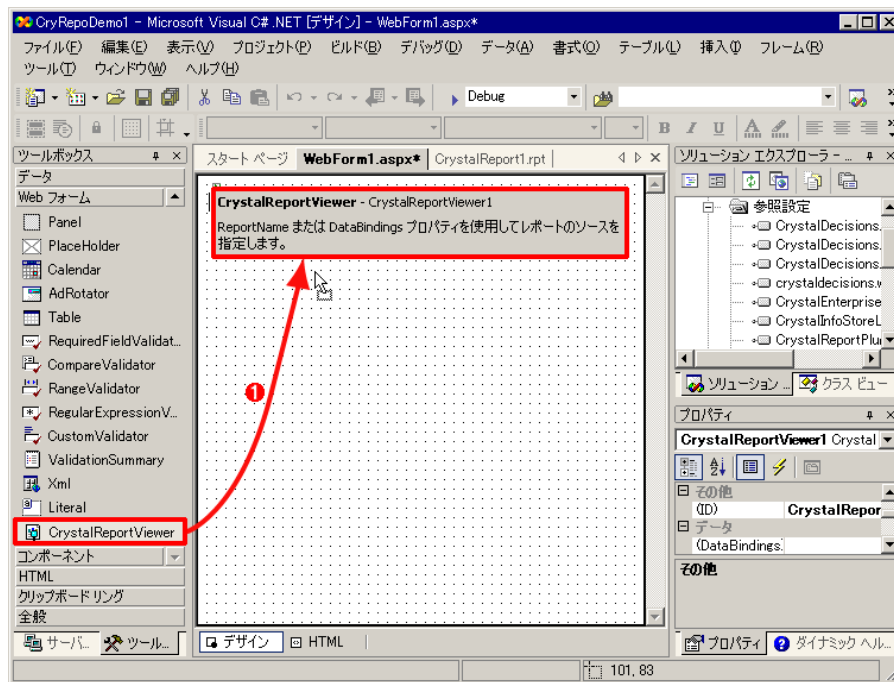 CryRepoDemo1 - Microsoft Visual C# .NET [デザイン] - WebForm1.aspx*
ファイル(F) 編集(E) 表示(V) プロジェクト(P) ビルド(B) デバッグ(D) データ(A) 書式(O) テーブル(L) 挿入(I) フレーム(R)
ツール(T) ウィンドウ(W) ヘルプ(H)
Debug
B I U A
ツールボックス
データ
Web フォーム
Panel
PlaceHolder
Calendar
AdRotator
Table
RequiredFieldValidat...
CompareValidator
RangeValidator
RegularExpressionV...
CustomValidator
ValidationSummary
Xml
Literal
CrystalReportViewer
コンポーネント
HTML
クリップボード リング
全般
サーバ... ツール...
スタート ページ WebForm1.aspx* CrystalReport1.rpt
CrystalReportViewer - CrystalReportViewer1
ReportName または DataBindings プロパティを使用してレポートのソースを
指定します。
1
デザイン HTML
ソリューション エクスプローラ - ...
参照設定
CrystalDecisions.
CrystalDecisions.
CrystalDecisions.
crystaldecisions.w
CrystalEnterprise
CrystalInfoStoreL
CrystalReportPlu
ソリューション ... クラス ビュー
プロパティ
CrystalReportViewer1 Crystal
その他
(ID) CrystalRepor
データ
(DataBindings)
その他
プロパティ ダイナミック ヘル...
101, 83